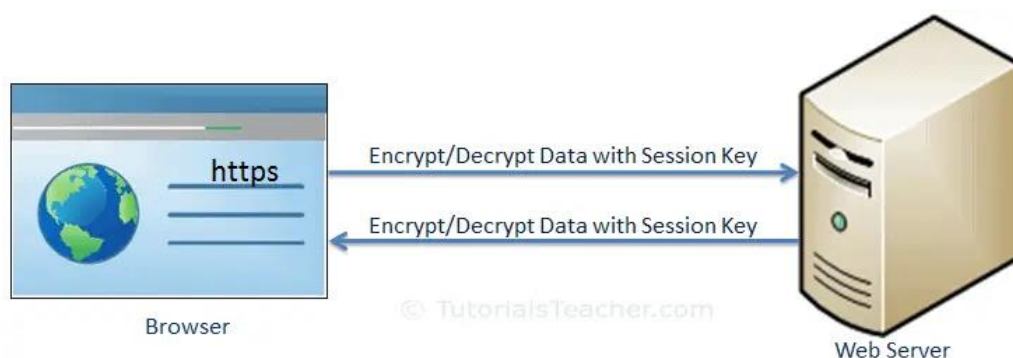 https
Encrypt/Decrypt Data with Session Key
Encrypt/Decrypt Data with Session Key
© TutorialsTeacher.com
Browser
Web Server